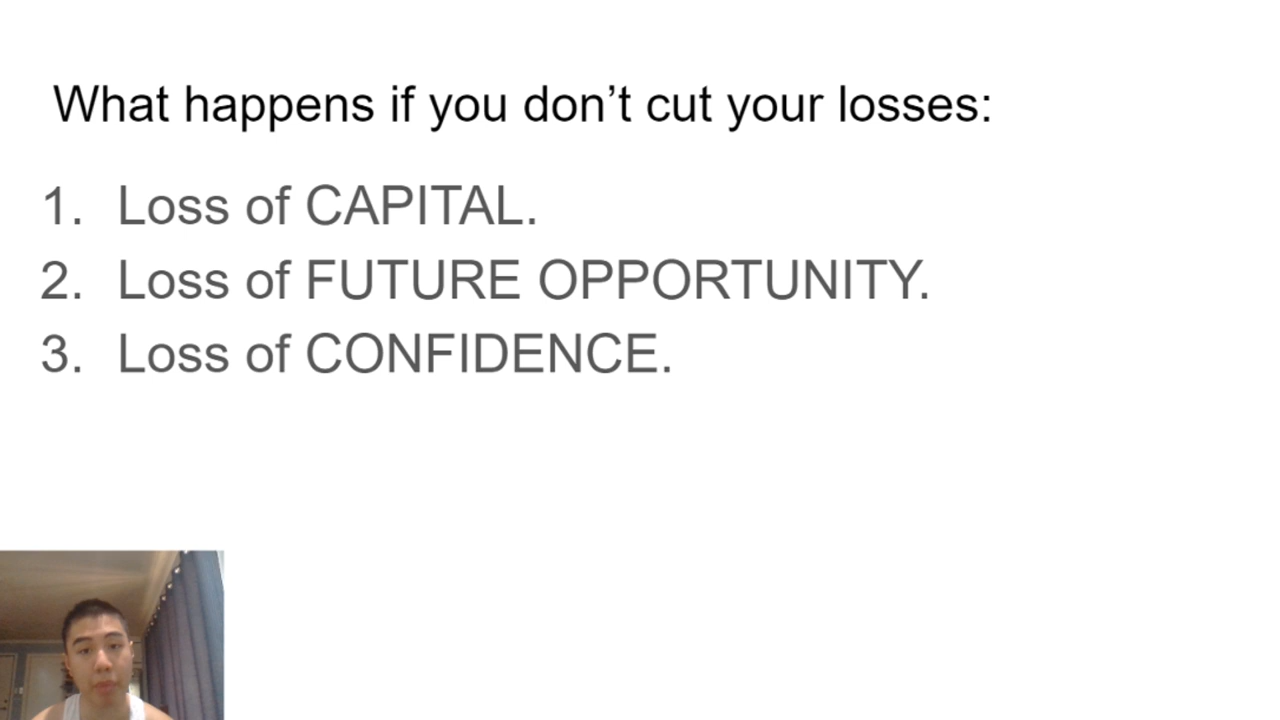 What happens if you don’t cut your losses:
1. Loss of CAPITAL.
2. Loss of FUTURE OPPORTUNITY.
3. Loss of CONFIDENCE.